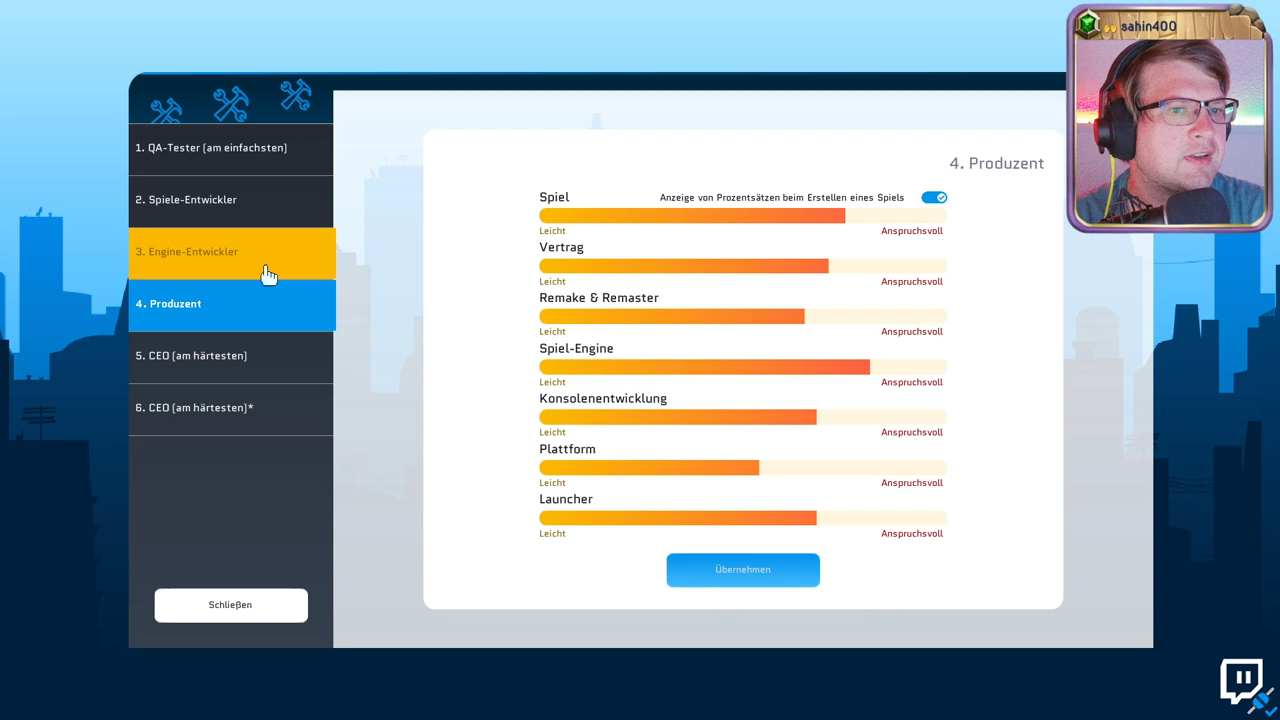 sahin400
1. QA-Tester (am einfachsten)
2. Spiele-Entwickler
3. Engine-Entwickler
4. Produzent
5. CEO (am härtesten)
6. CEO (am härtesten)*
Schließen
4. Produzent
Spiel Anzeige von Prozentsätzen beim Erstellen eines Spiels
Leicht Anspruchsvoll
Vertrag
Leicht Anspruchsvoll
Remake & Remaster
Leicht Anspruchsvoll
Spiel-Engine
Leicht Anspruchsvoll
Konsolenentwicklung
Leicht Anspruchsvoll
Plattform
Leicht Anspruchsvoll
Launcher
Leicht Anspruchsvoll
Übernehmen